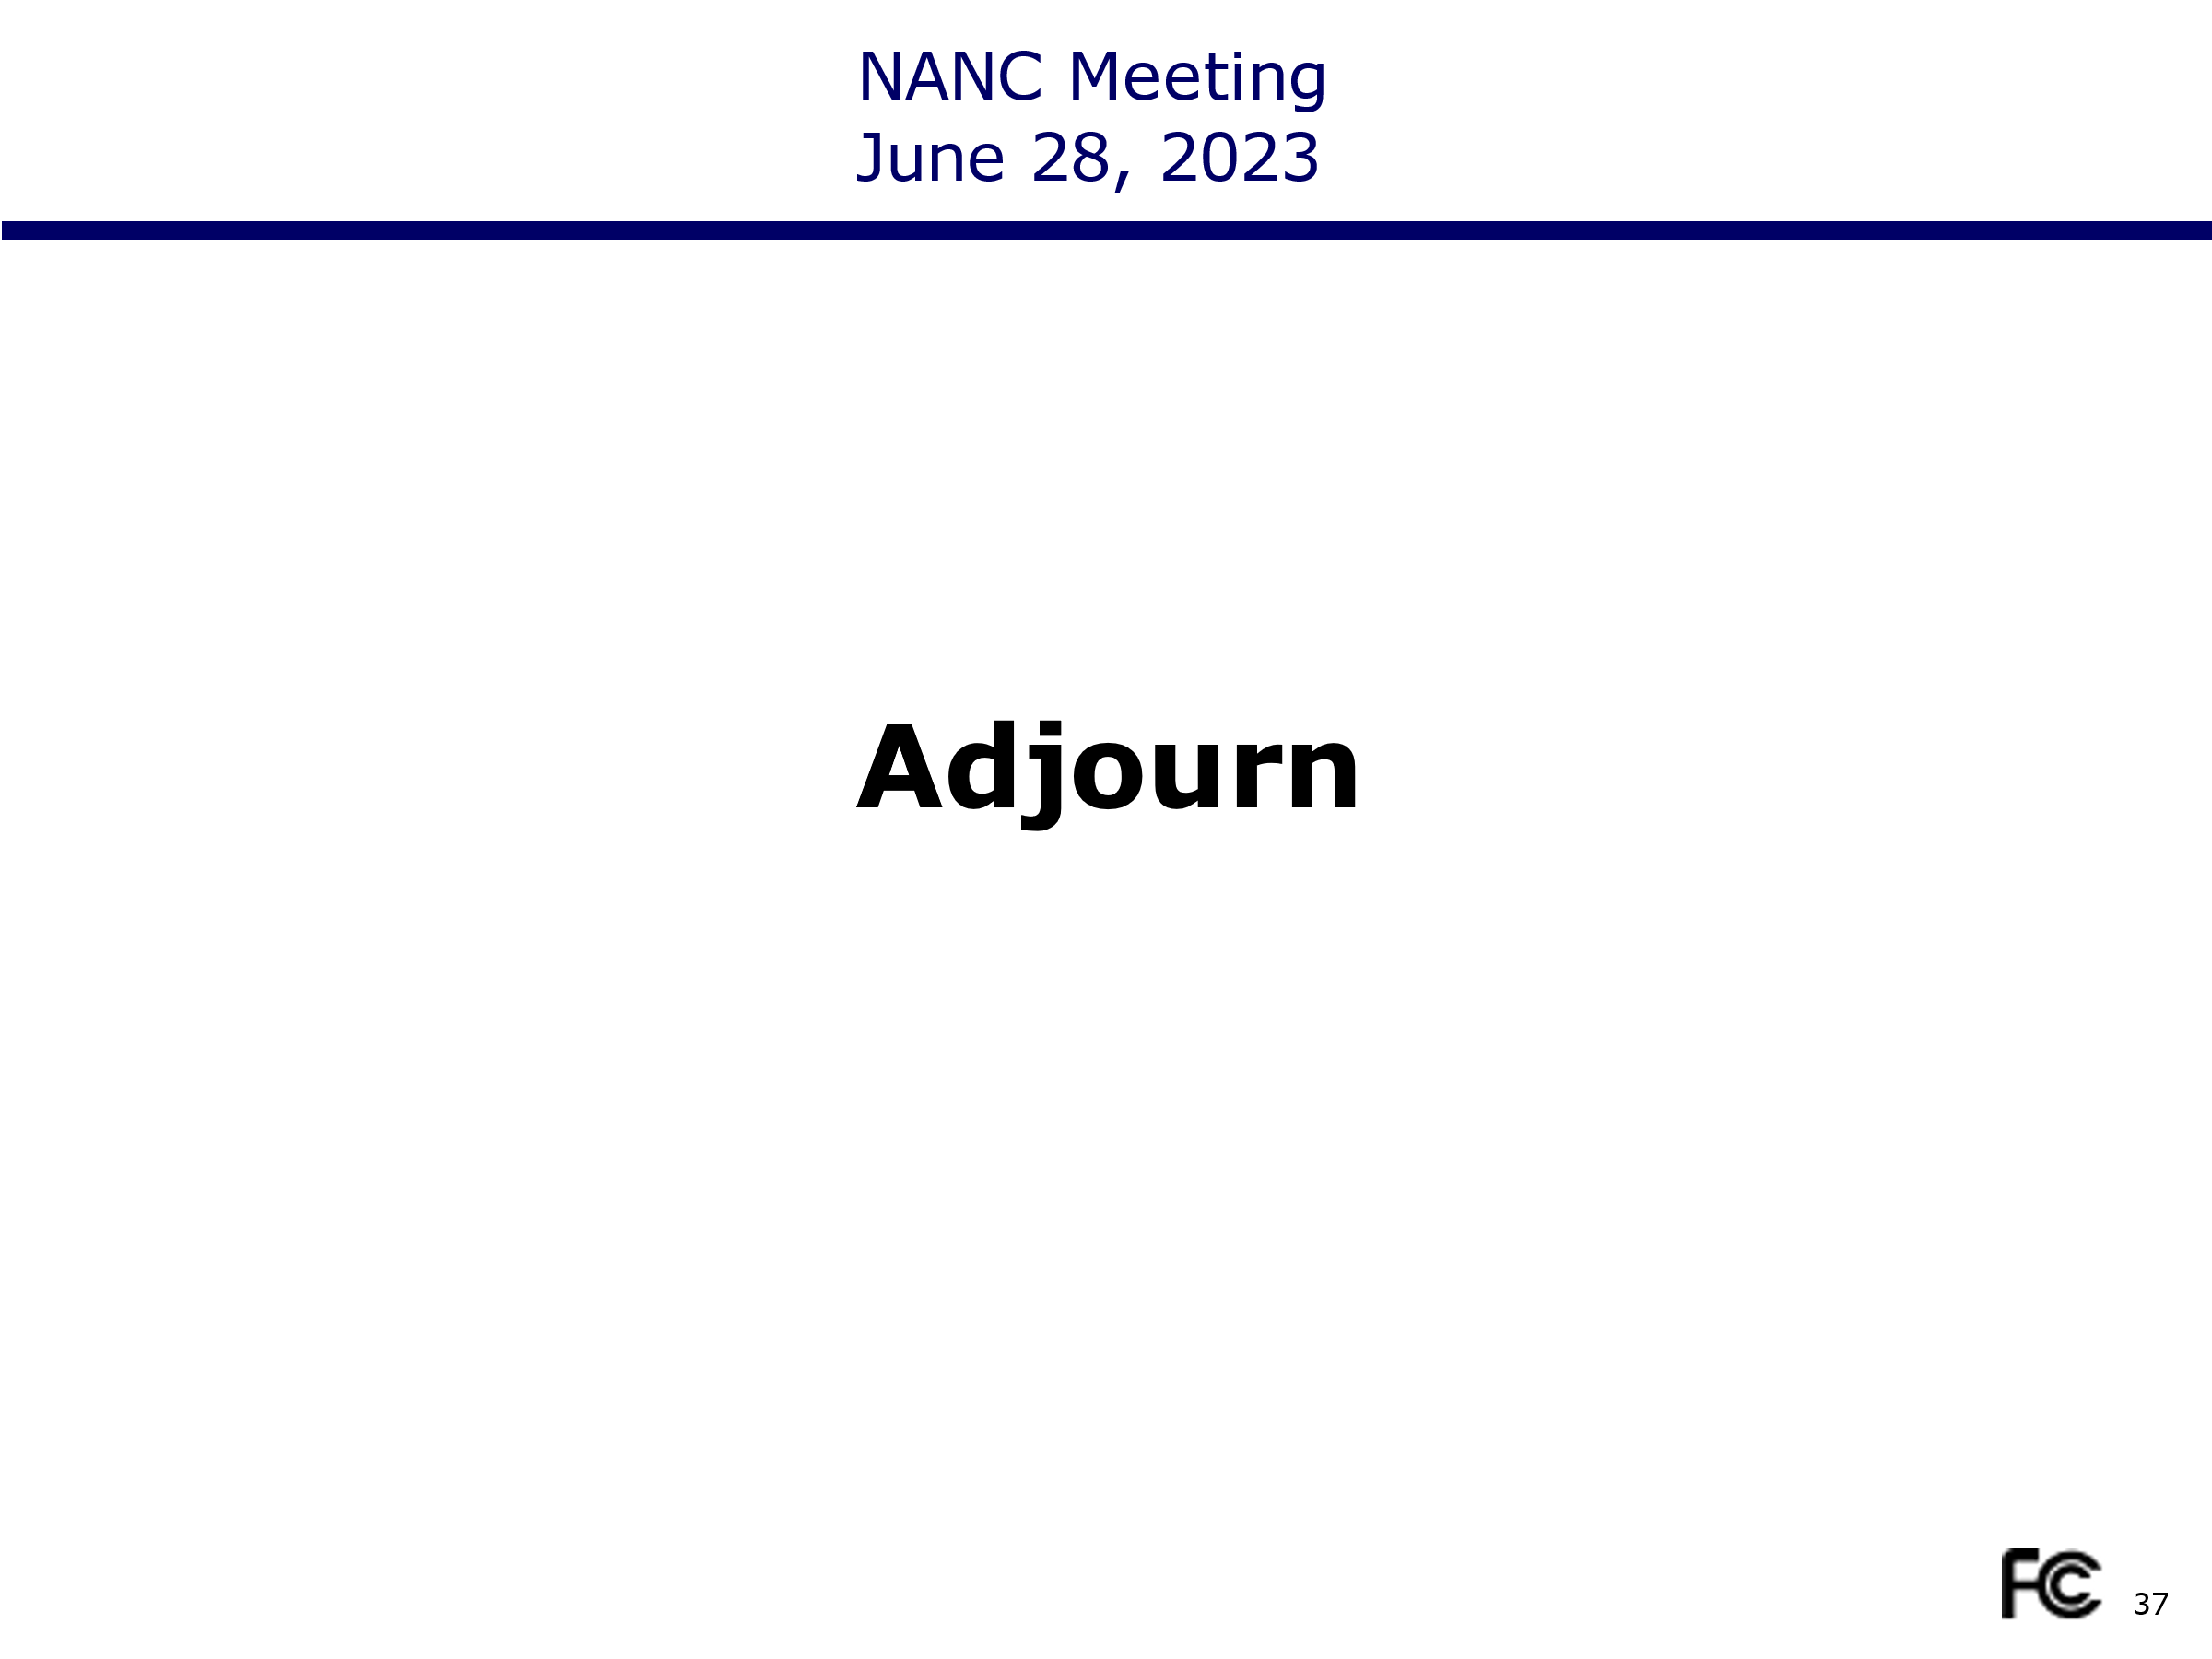 NANC Meeting
June 28, 2023
Adjourn
FCC
37